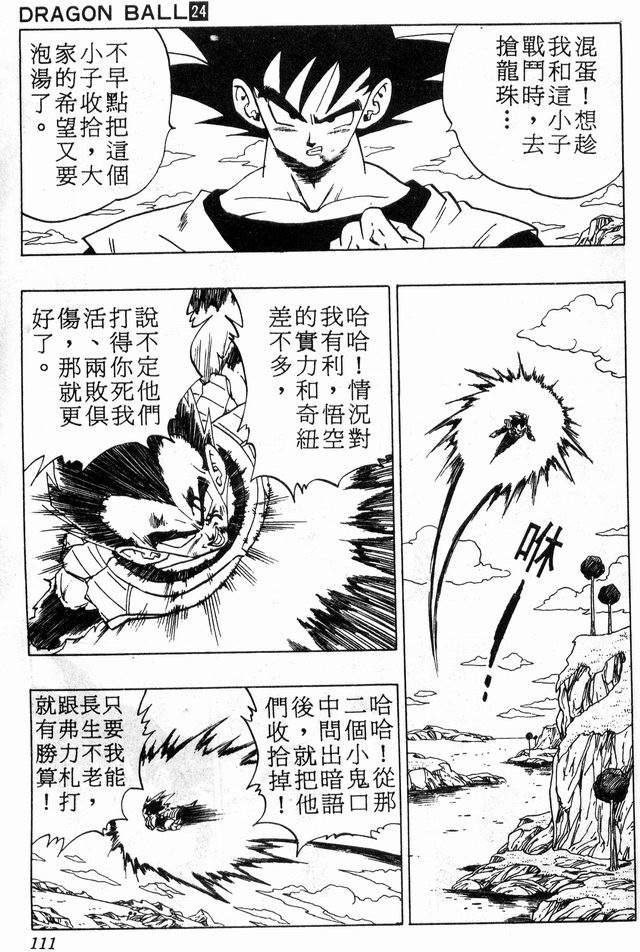 DRAGON BALL 24
混蛋！想趁
我和這小子
戰鬥時，去
搶龍珠…
不早點把這個
小子收拾，大
家的希望又要
泡湯了。
咻
哈哈！情況對
我有利，悟空
的實力和奇紐
差不多，
說不定他們
打得你死我
活、兩敗俱
傷，那就更
好了。
哈哈！從那
二個小鬼口
中問出暗語
後，就把他
們收拾掉！
只要我能
長生不老，
跟弗力札打
就有勝算！
111